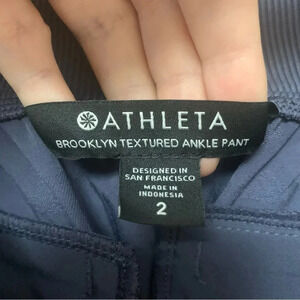 ATHLETA
BROOKLYN TEXTURED ANKLE PANT
DESIGNED IN
SAN FRANCISCO
MADE IN
INDONESIA
2